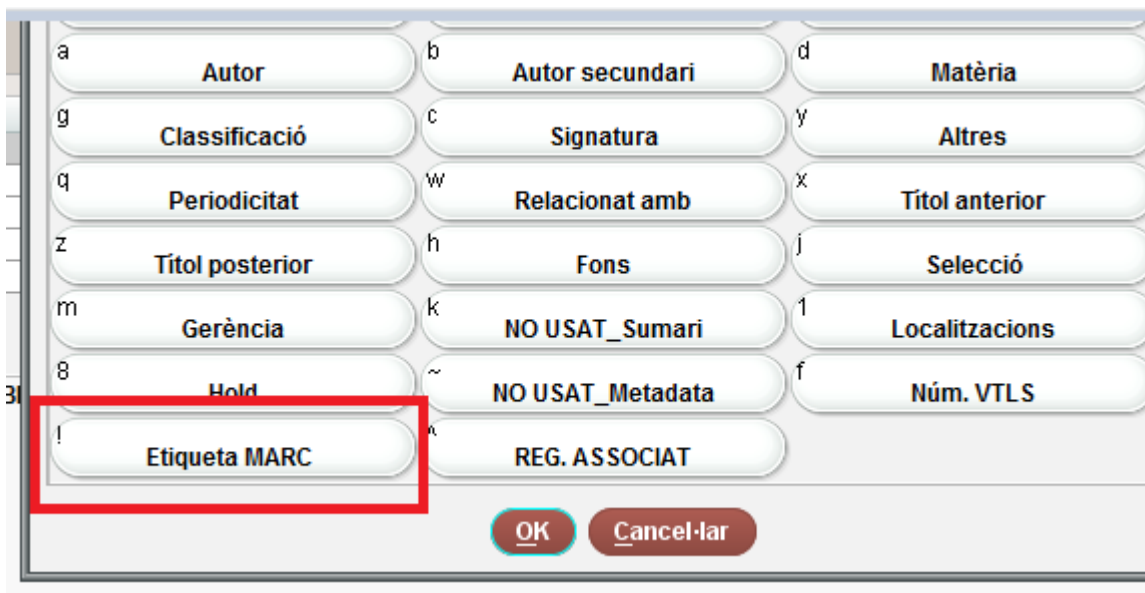 a Autor b Autor secundari d Matèria
g Classificació c Signatura y Altres
q Periodicitat w Relacionat amb x Títol anterior
z Títol posterior h Fons j Selecció
m Gerència k NO USAT_Sumari 1 Localitzacions
8 Hold ~ NO USAT_Metadata f Núm. VTLS
! Etiqueta MARC ^ REG. ASSOCIAT
OK Cancel·lar